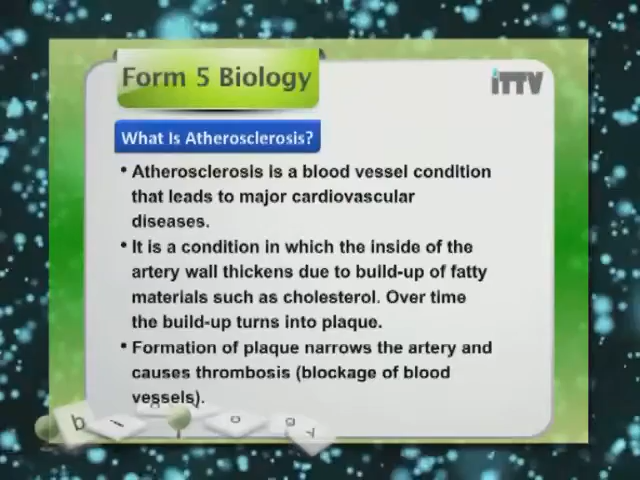 Form 5 Biology
iTTV
What Is Atherosclerosis?
• Atherosclerosis is a blood vessel condition
that leads to major cardiovascular
diseases.
• It is a condition in which the inside of the
artery wall thickens due to build-up of fatty
materials such as cholesterol. Over time
the build-up turns into plaque.
• Formation of plaque narrows the artery and
causes thrombosis (blockage of blood
vessels).
b i o g y